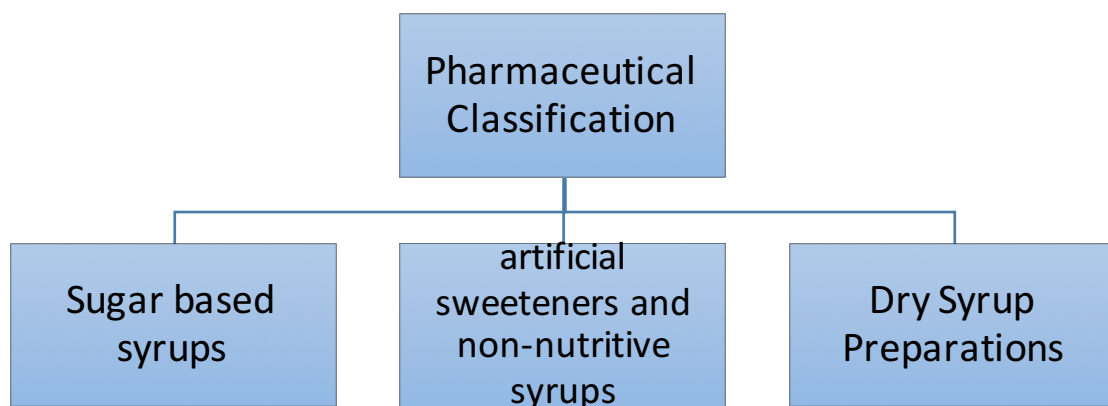 Pharmaceutical
Classification
Sugar based
syrups
artificial
sweeteners and
non-nutritive
syrups
Dry Syrup
Preparations